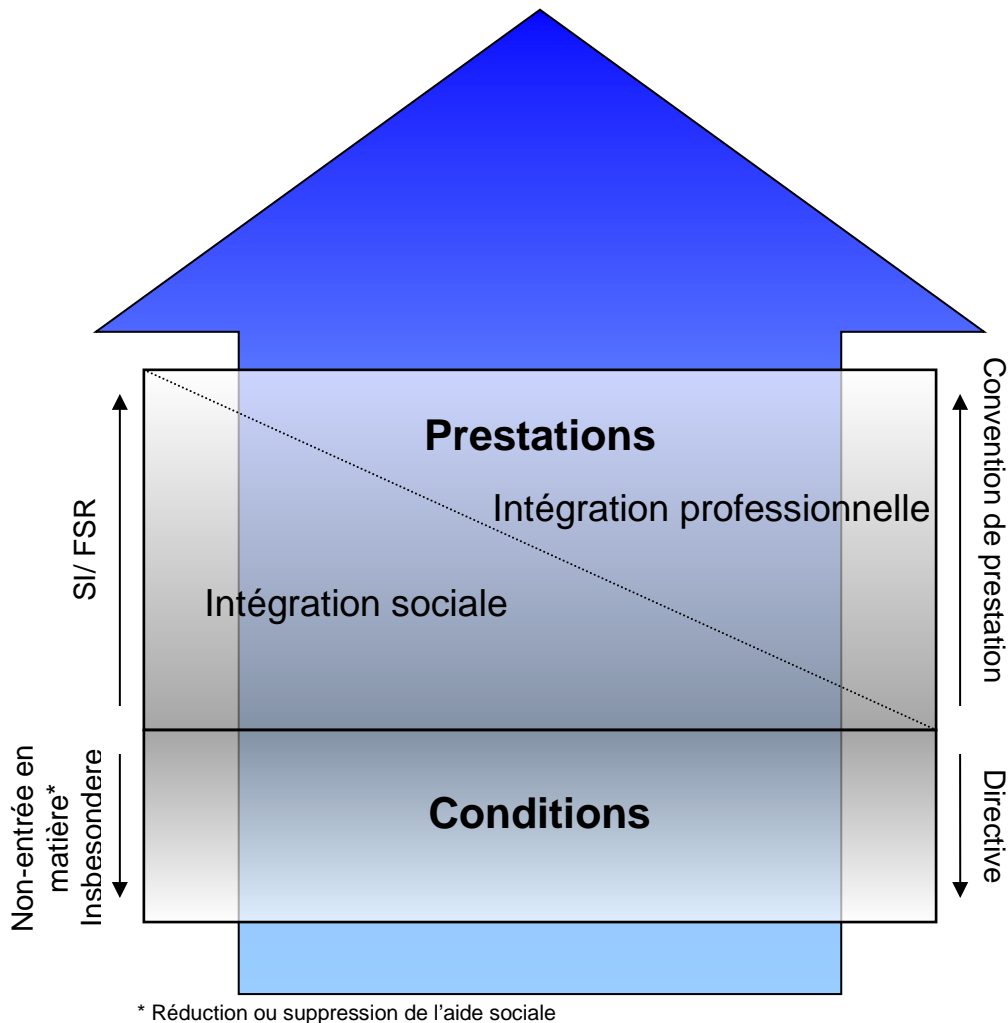 Prestations
Intégration professionnelle
Intégration sociale
SI/ FSR
Convention de prestation
Conditions
Non-entrée en
matière*
Insbesondere
Directive
* Réduction ou suppression de l’aide sociale